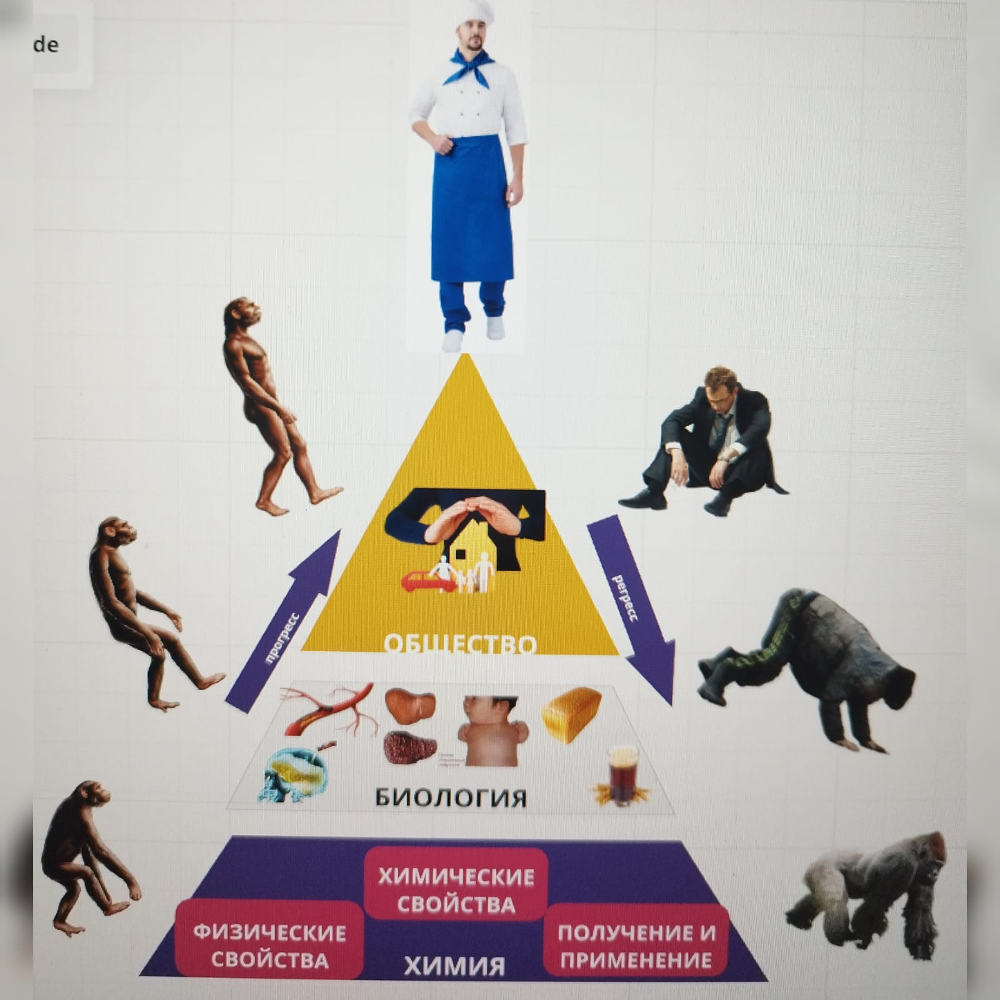 de
прогресс
регресс
ОБЩЕСТВО
БИОЛОГИЯ
ХИМИЧЕСКИЕ
СВОЙСТВА
ФИЗИЧЕСКИЕ
СВОЙСТВА
ПОЛУЧЕНИЕ И
ПРИМЕНЕНИЕ
ХИМИЯ